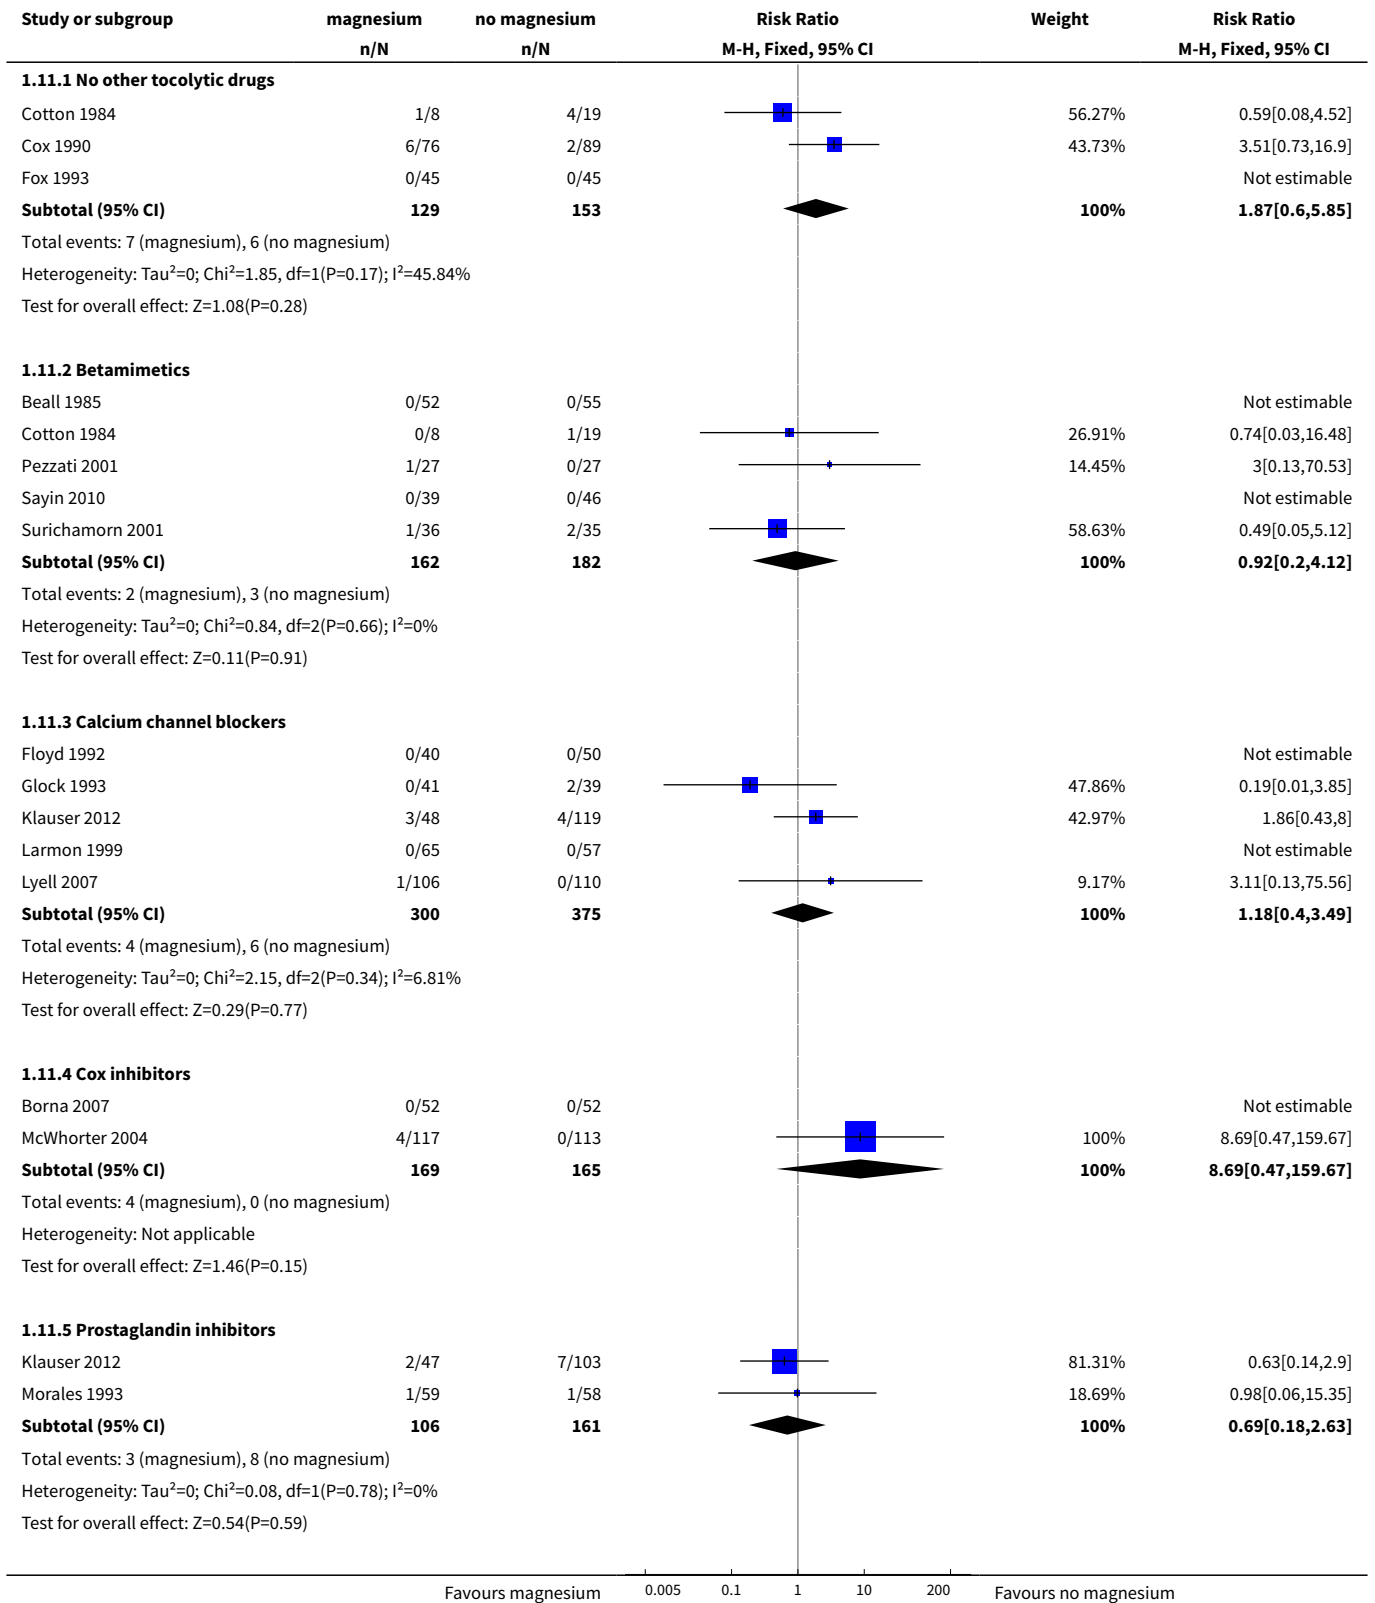 Study or subgroup magnesium no magnesium Risk Ratio Weight Risk Ratio
n/N n/N M-H, Fixed, 95% CI M-H, Fixed, 95% CI
1.11.1 No other tocolytic drugs
Cotton 1984 1/8 4/19 56.27% 0.59[0.08,4.52]
Cox 1990 6/76 2/89 43.73% 3.51[0.73,16.9]
Fox 1993 0/45 0/45 Not estimable
Subtotal (95% CI) 129 153 100% 1.87[0.6,5.85]
Total events: 7 (magnesium), 6 (no magnesium)
Heterogeneity: Tau²=0; Chi²=1.85, df=1(P=0.17); I²=45.84%
Test for overall effect: Z=1.08(P=0.28)
1.11.2 Betamimetics
Beall 1985 0/52 0/55 Not estimable
Cotton 1984 0/8 1/19 26.91% 0.74[0.03,16.48]
Pezzati 2001 1/27 0/27 14.45% 3[0.13,70.53]
Sayin 2010 0/39 0/46 Not estimable
Surichamorn 2001 1/36 2/35 58.63% 0.49[0.05,5.12]
Subtotal (95% CI) 162 182 100% 0.92[0.2,4.12]
Total events: 2 (magnesium), 3 (no magnesium)
Heterogeneity: Tau²=0; Chi²=0.84, df=2(P=0.66); I²=0%
Test for overall effect: Z=0.11(P=0.91)
1.11.3 Calcium channel blockers
Floyd 1992 0/40 0/50 Not estimable
Glock 1993 0/41 2/39 47.86% 0.19[0.01,3.85]
Klauser 2012 3/48 4/119 42.97% 1.86[0.43,8]
Larmon 1999 0/65 0/57 Not estimable
Lyell 2007 1/106 0/110 9.17% 3.11[0.13,75.56]
Subtotal (95% CI) 300 375 100% 1.18[0.4,3.49]
Total events: 4 (magnesium), 6 (no magnesium)
Heterogeneity: Tau²=0; Chi²=2.15, df=2(P=0.34); I²=6.81%
Test for overall effect: Z=0.29(P=0.77)
1.11.4 Cox inhibitors
Borna 2007 0/52 0/52 Not estimable
McWhorter 2004 4/117 0/113 100% 8.69[0.47,159.67]
Subtotal (95% CI) 169 165 100% 8.69[0.47,159.67]
Total events: 4 (magnesium), 0 (no magnesium)
Heterogeneity: Not applicable
Test for overall effect: Z=1.46(P=0.15)
1.11.5 Prostaglandin inhibitors
Klauser 2012 2/47 7/103 81.31% 0.63[0.14,2.9]
Morales 1993 1/59 1/58 18.69% 0.98[0.06,15.35]
Subtotal (95% CI) 106 161 100% 0.69[0.18,2.63]
Total events: 3 (magnesium), 8 (no magnesium)
Heterogeneity: Tau²=0; Chi²=0.08, df=1(P=0.78); I²=0%
Test for overall effect: Z=0.54(P=0.59)
Favours magnesium 0.005 0.1 1 10 200 Favours no magnesium